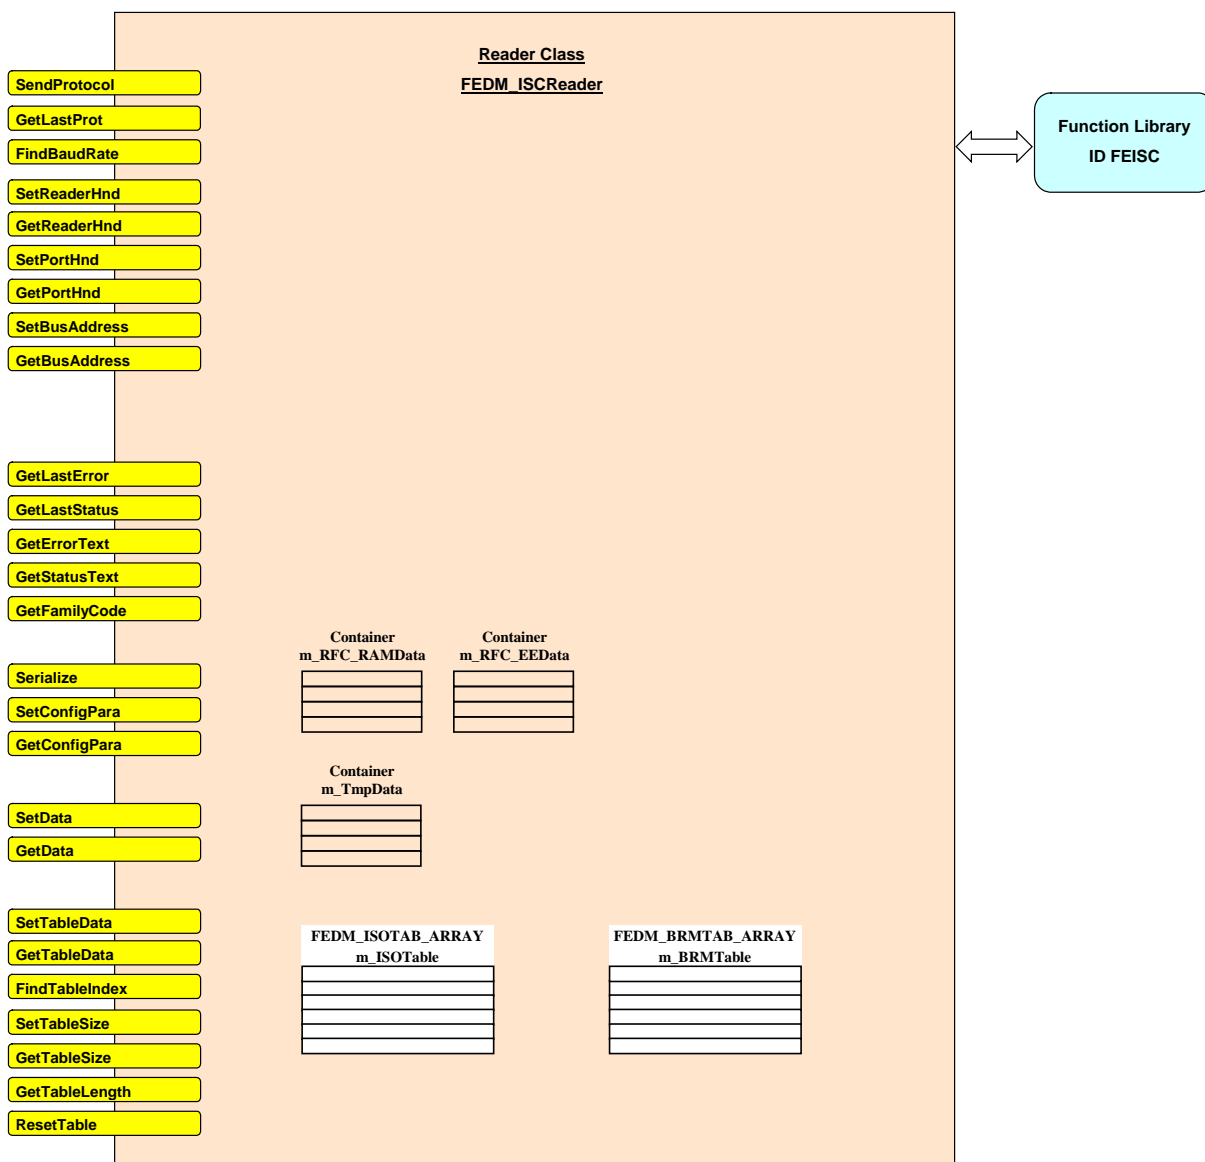 Reader Class
FEDM_ISCReader
SendProtocol
GetLastProt
FindBaudRate
SetReaderHnd
GetReaderHnd
SetPortHnd
GetPortHnd
SetBusAddress
GetBusAddress
Function Library
ID FEISC
GetLastError
GetLastStatus
GetErrorText
GetStatusText
GetFamilyCode
Serialize
SetConfigPara
GetConfigPara
Container
m_RFC_RAMData
Container
m_RFC_EEData
Container
m_TmpData
SetData
GetData
SetTableData
GetTableData
FindTableIndex
SetTableSize
GetTableSize
GetTableLength
ResetTable
FEDM_ISOTAB_ARRAY
m_ISOTable
FEDM_BRMTAB_ARRAY
m_BRMTable